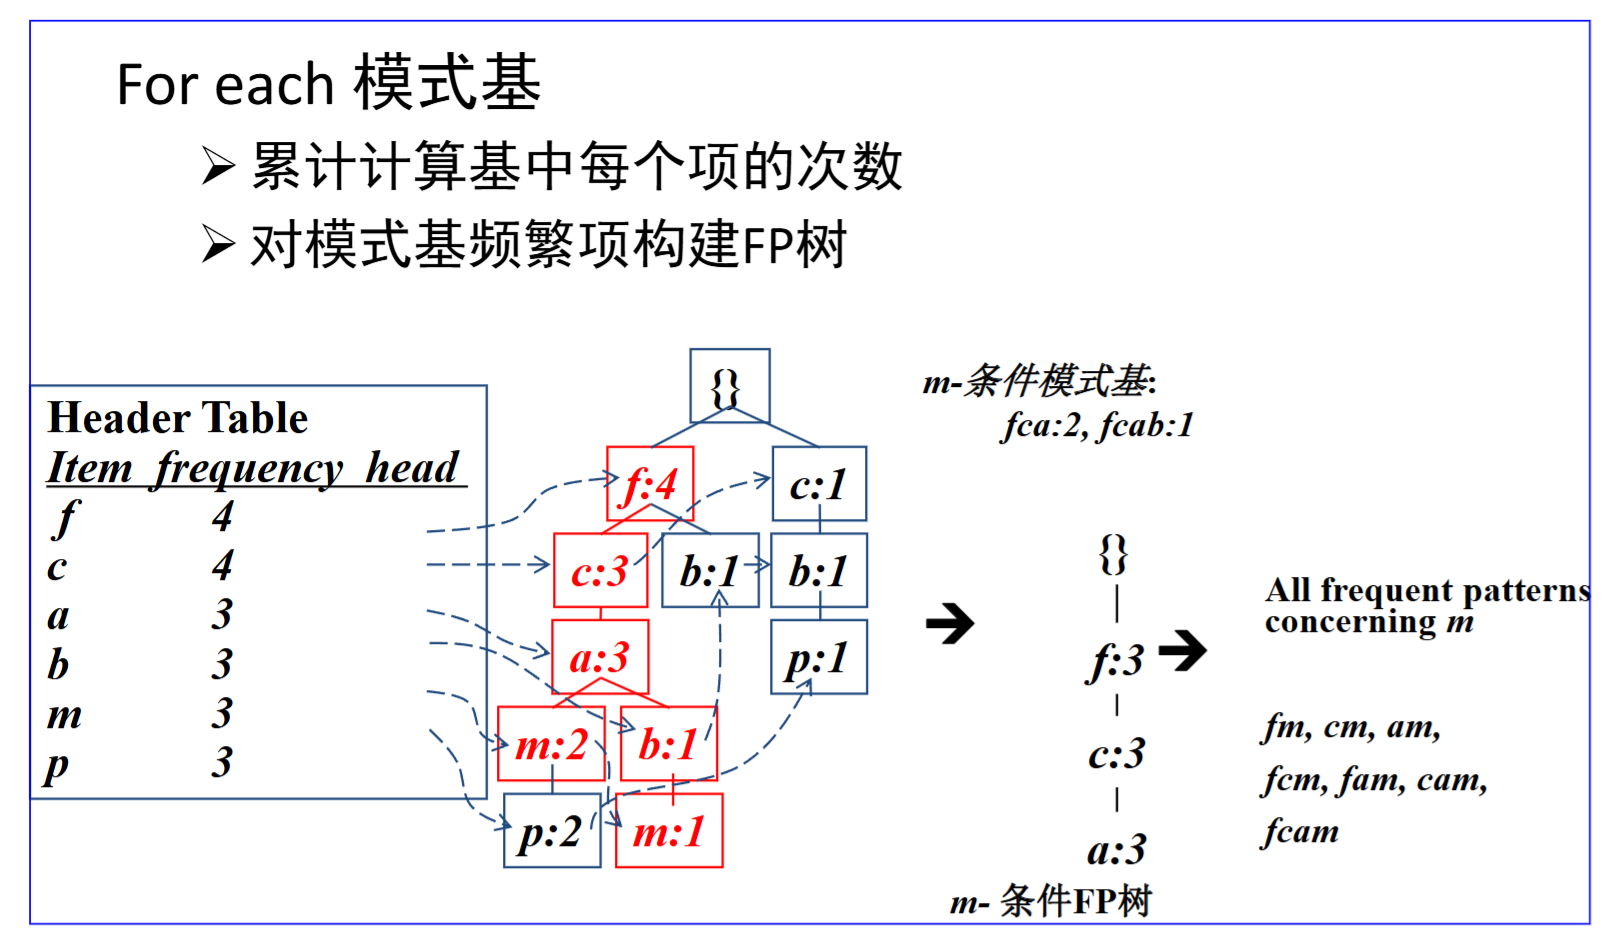 For each 模式基
➢ 累计计算基中每个项的次数
➢ 对模式基频繁项构建FP树
Header Table
Item frequency head
f 4
c 4
a 3
b 3
m 3
p 3
{}
f:4 c:1
c:3 b:1 b:1
a:3 p:1
m:2 b:1
p:2 m:1
m-条件模式基:
fca:2, fcab:1
{}
f:3
c:3
a:3
m- 条件FP树
All frequent patterns
concerning m
fm, cm, am,
fcm, fam, cam,
fcam